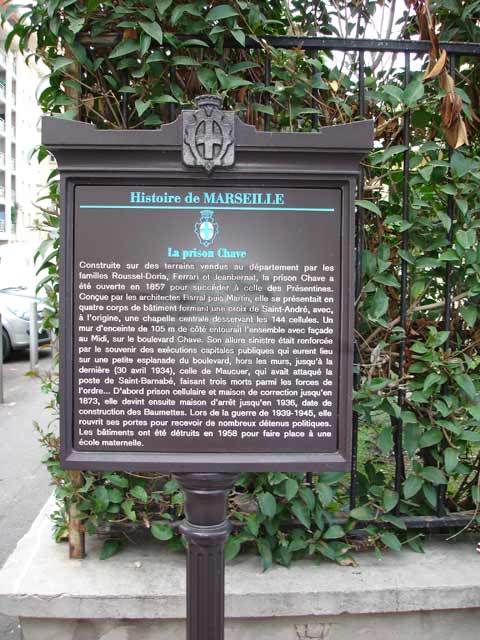 Histoire de MARSEILLE
La prison Chave
Construite sur des terrains vendus au département par les
familles Roussel-Doria, Ferrari et Jeanbernat, la prison Chave a
été ouverte en 1857 pour succéder à celle des Présentines.
Conçue par les architectes Barral puis Martin, elle se présentait en
quatre corps de bâtiment formant une croix de Saint-André, avec,
à l'origine, une chapelle centrale desservant les 144 cellules. Un
mur d'enceinte de 105 m de côté entourait l'ensemble avec façade
au Midi, sur le boulevard Chave. Son allure sinistre était renforcée
par le souvenir des exécutions capitales publiques qui eurent lieu
sur une petite esplanade du boulevard, hors les murs, jusqu'à la
dernière (30 avril 1934), celle de Maucuer, qui avait attaqué la
poste de Saint-Barnabé, faisant trois morts parmi les forces de
l'ordre... D'abord prison cellulaire et maison de correction jusqu'en
1873, elle devint ensuite maison d'arrêt jusqu'en 1936, date de
construction des Baumettes. Lors de la guerre de 1939-1945, elle
rouvrit ses portes pour recevoir de nombreux détenus politiques.
Les bâtiments ont été détruits en 1958 pour faire place à une
école maternelle.